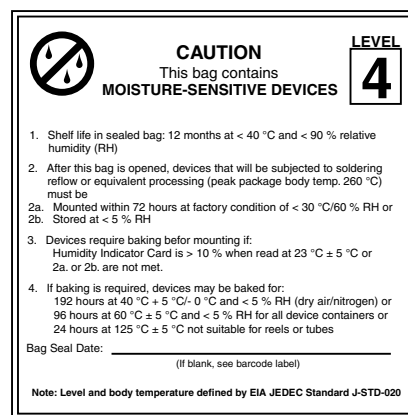 LEVEL
CAUTION
4
This bag contains
MOISTURE-SENSITIVE DEVICES
1. Shelf life in sealed bag: 12 months at < 40 °C and < 90 % relative
humidity (RH)
2. After this bag is opened, devices that will be subjected to soldering
reflow or equivalent processing (peak package body temp. 260 °C)
must be
2a. Mounted within 72 hours at factory condition of < 30 °C/60 % RH or
2b. Stored at < 5 % RH
3. Devices require baking befor mounting if:
Humidity Indicator Card is > 10 % when read at 23 °C ± 5 °C or
2a. or 2b. are not met.
4. If baking is required, devices may be baked for:
192 hours at 40 °C + 5 °C/- 0 °C and < 5 % RH (dry air/nitrogen) or
96 hours at 60 °C ± 5 °C and < 5 % RH for all device containers or
24 hours at 125 °C ± 5 °C not suitable for reels or tubes
Bag Seal Date:
(If blank, see barcode label)
Note: Level and body temperature defined by EIA JEDEC Standard J-STD-020